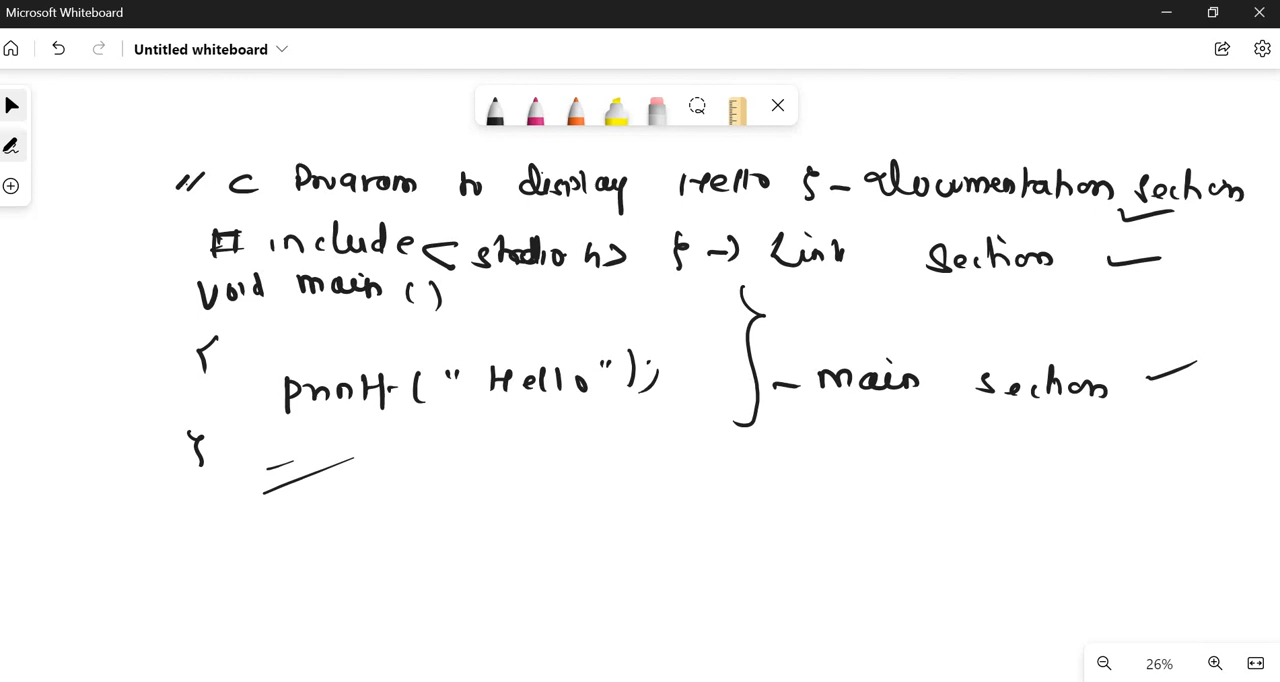 Microsoft Whiteboard
Untitled whiteboard
// C Program to display Hello } - documentation section
# include < stdio h> } → Link section
void main ()
{
printf (" Hello ");
} - main section
}
26%